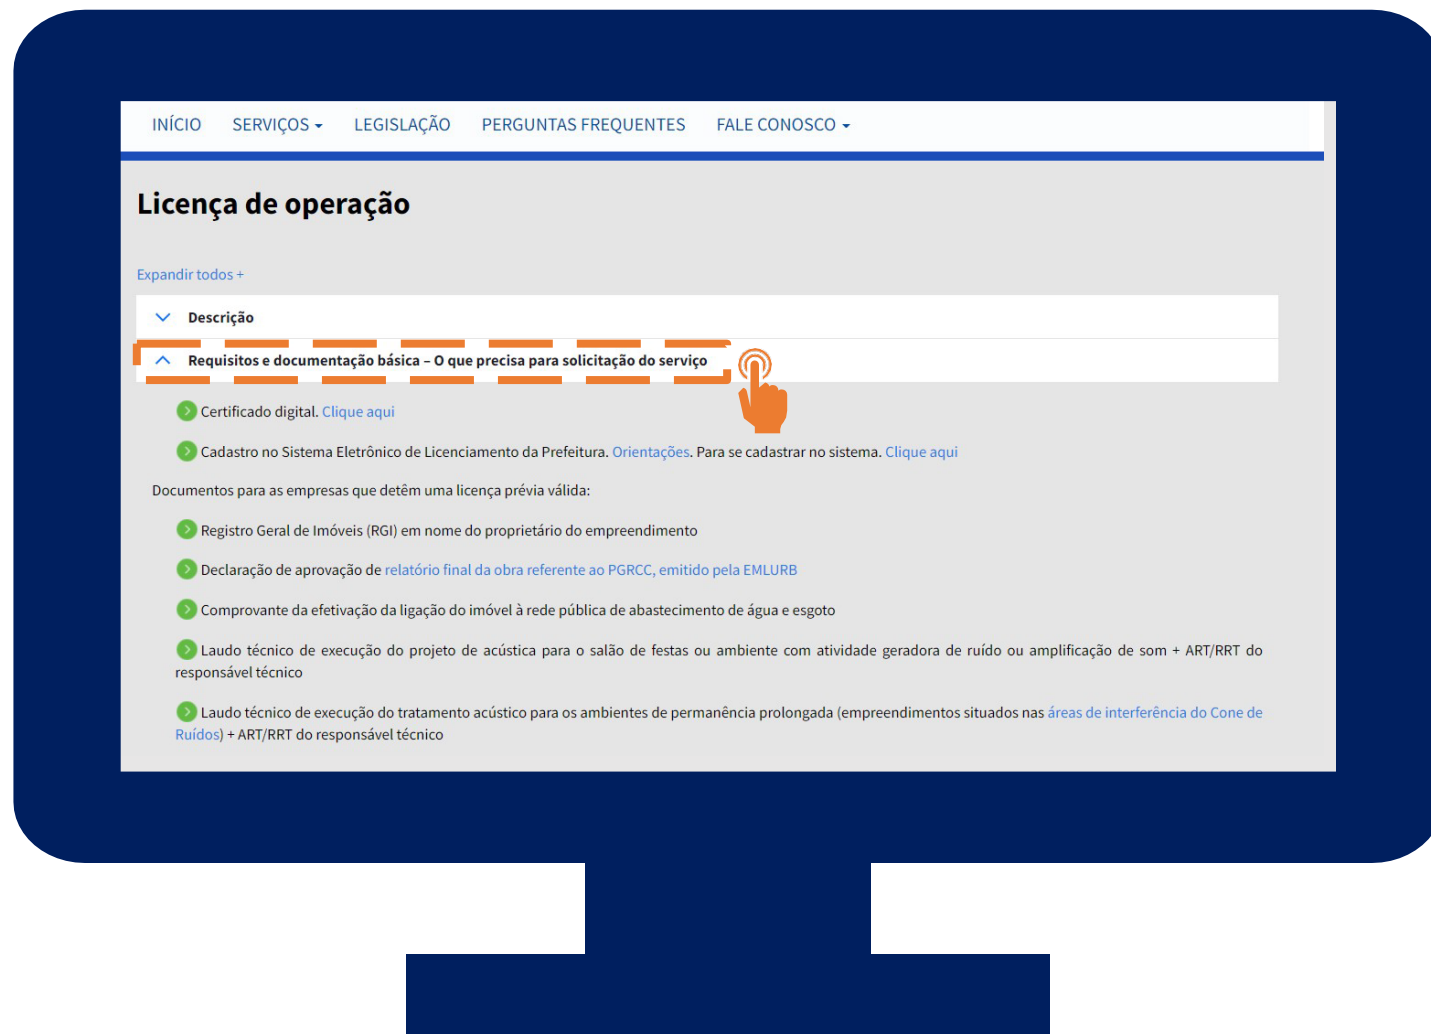 INÍCIO SERVIÇOS LEGISLAÇÃO PERGUNTAS FREQUENTES FALE CONOSCO
Licença de operação
Expandir todos +
Descrição
Requisitos e documentação básica – O que precisa para solicitação do serviço
Certificado digital. Clique aqui
Cadastro no Sistema Eletrônico de Licenciamento da Prefeitura. Orientações. Para se cadastrar no sistema. Clique aqui
Documentos para as empresas que detêm uma licença prévia válida:
Registro Geral de Imóveis (RGI) em nome do proprietário do empreendimento
Declaração de aprovação de relatório final da obra referente ao PGRCC, emitido pela EMLURB
Comprovante da efetivação da ligação do imóvel à rede pública de abastecimento de água e esgoto
Laudo técnico de execução do projeto de acústica para o salão de festas ou ambiente com atividade geradora de ruído ou amplificação de som + ART/RRT do
responsável técnico
Laudo técnico de execução do tratamento acústico para os ambientes de permanência prolongada (empreendimentos situados nas áreas de interferência do Cone de
Ruídos) + ART/RRT do responsável técnico